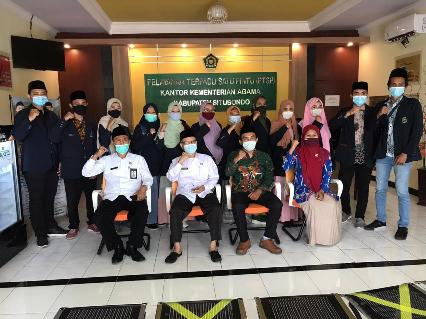 PELAYANAN TERPADU SATU PINTU (PTSP)
KANTOR KEMENTERIAN AGAMA
KABUPATEN SITUBONDO